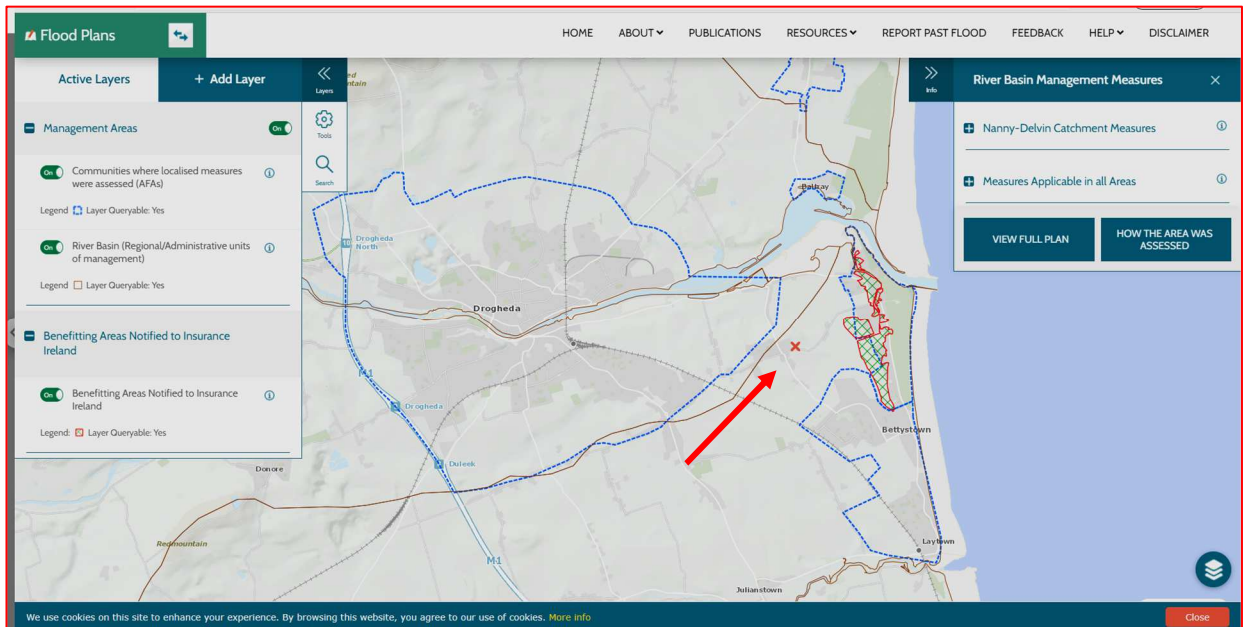 Flood Plans
HOME ABOUT PUBLICATIONS RESOURCES REPORT PAST FLOOD FEEDBACK HELP DISCLAIMER
Active Layers
+ Add Layer
Layers
Tools
Search
Management Areas
On
On
Communities where localised measures
were assessed (AFAs)
Legend Layer Queryable: Yes
On
River Basin (Regional/Administrative units
of management)
Legend Layer Queryable: Yes
Benefitting Areas Notified to Insurance
Ireland
On
Benefitting Areas Notified to Insurance
Ireland
Legend: Layer Queryable: Yes
Info
River Basin Management Measures
Nanny-Delvin Catchment Measures
Measures Applicable in all Areas
VIEW FULL PLAN
HOW THE AREA WAS
ASSESSED
10
Drogheda
North
Drogheda
M1
Drogheda
Duleek
Donore
Redmountain
M1
Baltray
Bettystown
Laytown
Julianstown
We use cookies on this site to enhance your experience. By browsing this website, you agree to our use of cookies. More info
Close